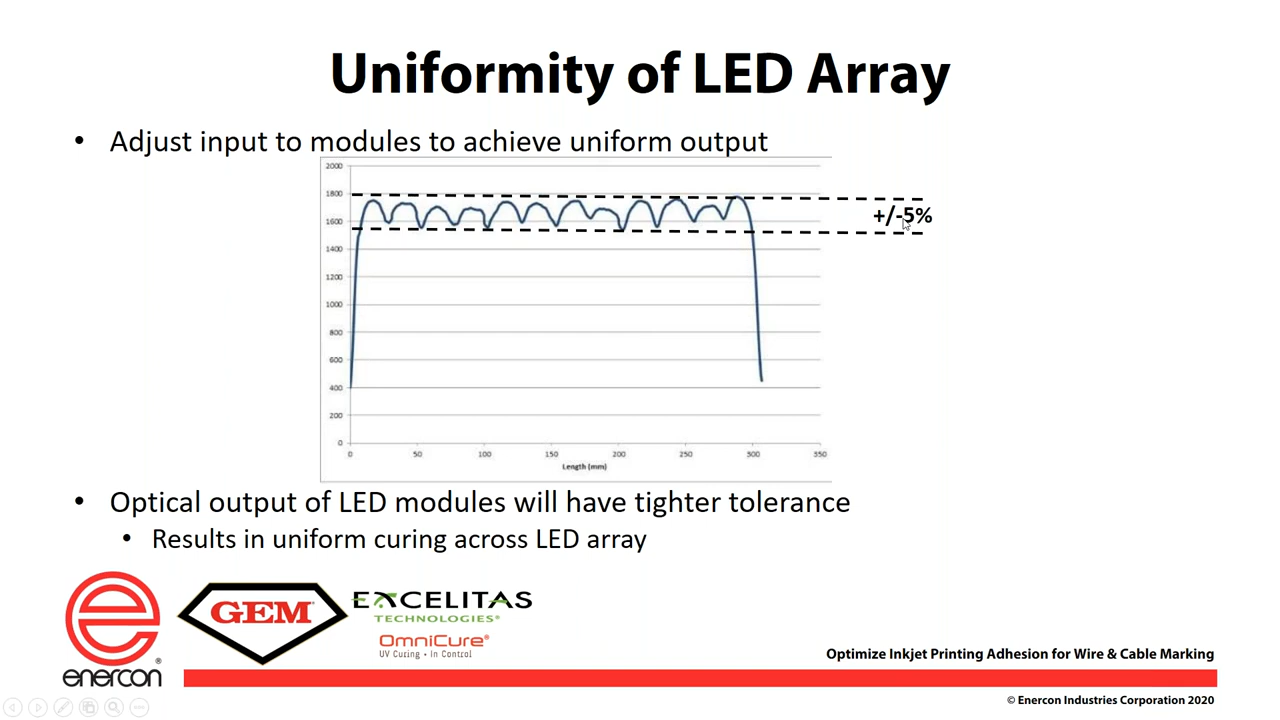 Uniformity of LED Array
• Adjust input to modules to achieve uniform output
2000
1800
1600
1400
1200
1000
800
600
400
200
0
+/-5%
0 50 100 150 200 250 300 350
Length (mm)
• Optical output of LED modules will have tighter tolerance
• Results in uniform curing across LED array
enercon®
GEM®
EXCELITAS
TECHNOLOGIES®
OmniCure®
UV Curing • In Control
Optimize Inkjet Printing Adhesion for Wire & Cable Marking
© Enercon Industries Corporation 2020